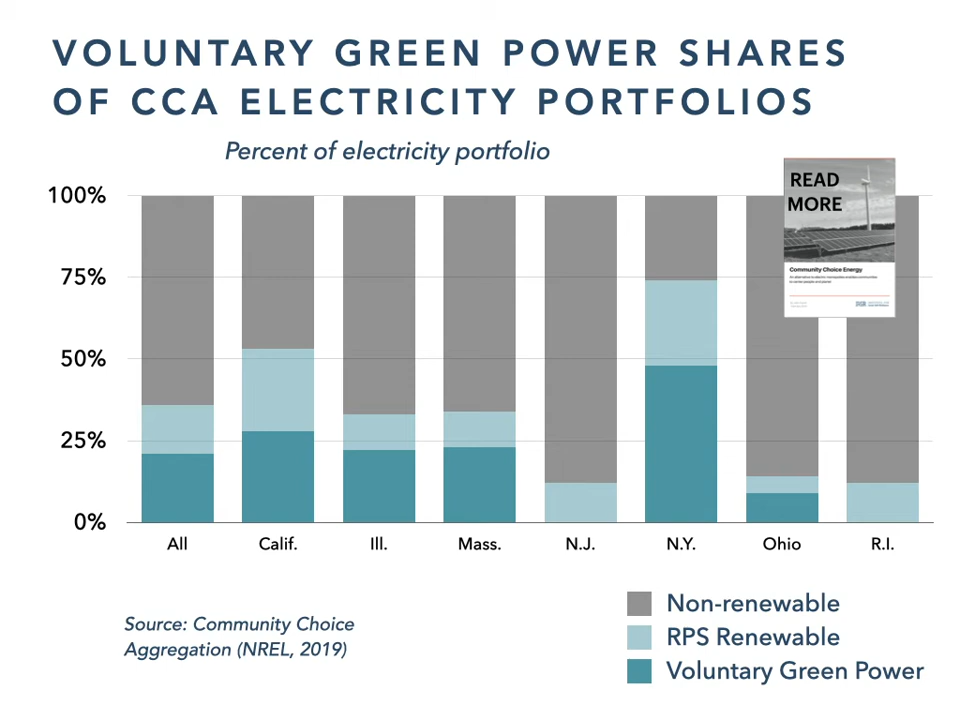 VOLUNTARY GREEN POWER SHARES
OF CCA ELECTRICITY PORTFOLIOS
Percent of electricity portfolio
100%
75%
50%
25%
0%
READ
MORE
Community Choice Energy
All
Calif.
Ill.
Mass.
N.J.
N.Y.
Ohio
R.I.
Source: Community Choice
Aggregation (NREL, 2019)
Non-renewable
RPS Renewable
Voluntary Green Power